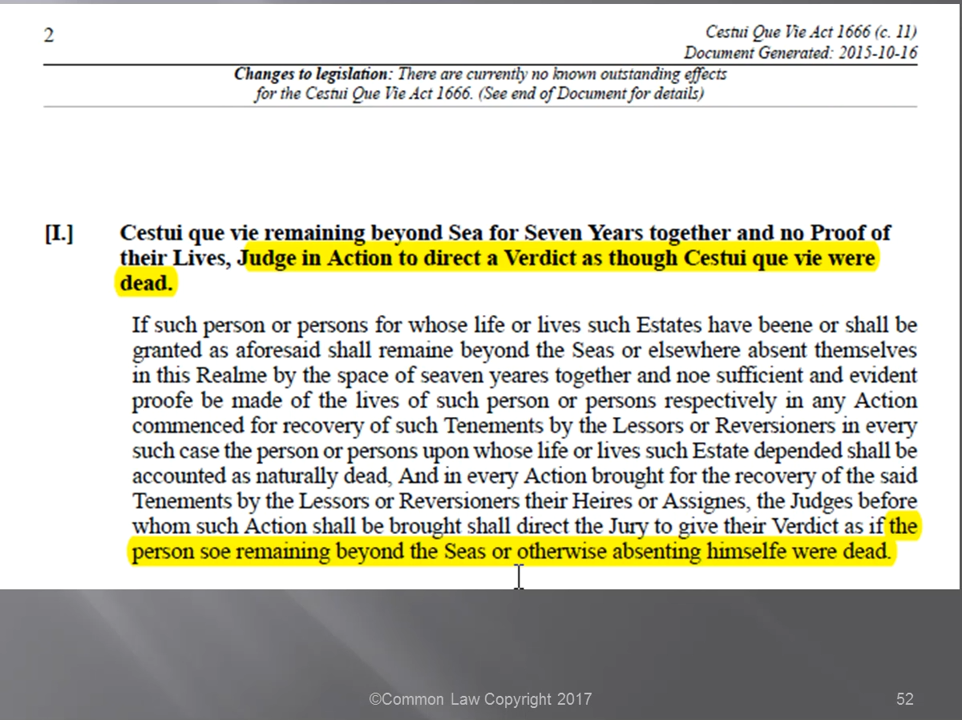 2
Cestui Que Vie Act 1666 (c. 11)
Document Generated: 2015-10-16
Changes to legislation: There are currently no known outstanding effects
for the Cestui Que Vie Act 1666. (See end of Document for details)
[I.] Cestui que vie remaining beyond Sea for Seven Years together and no Proof of
their Lives, Judge in Action to direct a Verdict as though Cestui que vie were
dead.
If such person or persons for whose life or lives such Estates have beene or shall be
granted as aforesaid shall remaine beyond the Seas or elsewhere absent themselves
in this Realme by the space of seaven yeares together and noe sufficient and evident
proofe be made of the lives of such person or persons respectively in any Action
commenced for recovery of such Tenements by the Lessors or Reversioners in every
such case the person or persons upon whose life or lives such Estate depended shall be
accounted as naturally dead, And in every Action brought for the recovery of the said
Tenements by the Lessors or Reversioners their Heires or Assignes, the Judges before
whom such Action shall be brought shall direct the Jury to give their Verdict as if the
person soe remaining beyond the Seas or otherwise absenting himselfe were dead.
©Common Law Copyright 2017
52